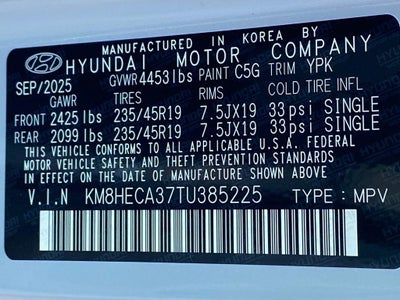 MANUFACTURED IN KOREA BY
HYUNDAI MOTOR COMPANY
SEP/2025 GVWR 4453 lbs PAINT C5G TRIM YPK
GAWR TIRES RIMS COLD TIRE INFL
FRONT 2425 lbs 235/45R19 7.5JX19 33psi SINGLE
REAR 2099 lbs 235/45R19 7.5JX19 33psi SINGLE
THIS VEHICLE CONFORMS TO ALL APPLICABLE U.S.A. FEDERAL
MOTOR VEHICLE SAFETY AND THEFT PREVENTION STANDARDS
IN EFFECT ON THE DATE OF MANUFACTURE SHOWN ABOVE.
V.I.N KM8HECA37TU385225 TYPE : MPV